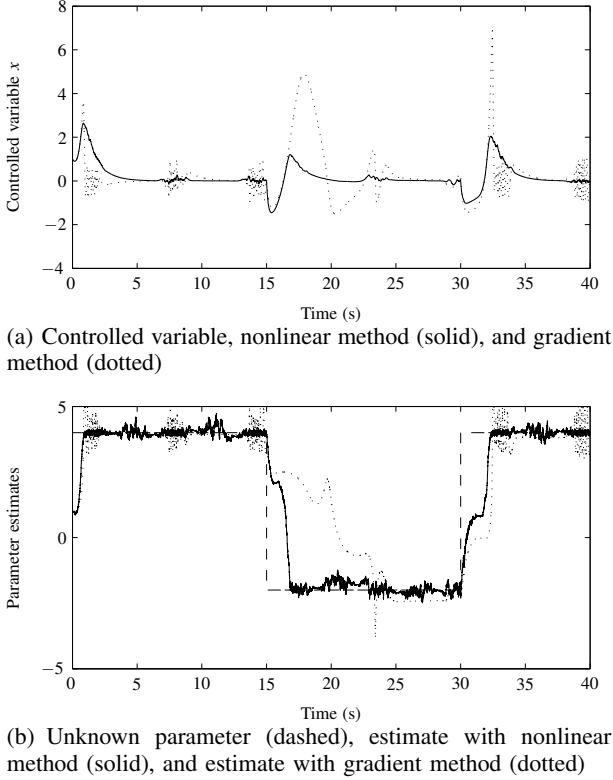 8
6
4
2
0
−2
−4
Controlled variable x
0 5 10 15 20 25 30 35 40
Time (s)
(a) Controlled variable, nonlinear method (solid), and gradient
method (dotted)
5
0
−5
Parameter estimates
0 5 10 15 20 25 30 35 40
Time (s)
(b) Unknown parameter (dashed), estimate with nonlinear
method (solid), and estimate with gradient method (dotted)